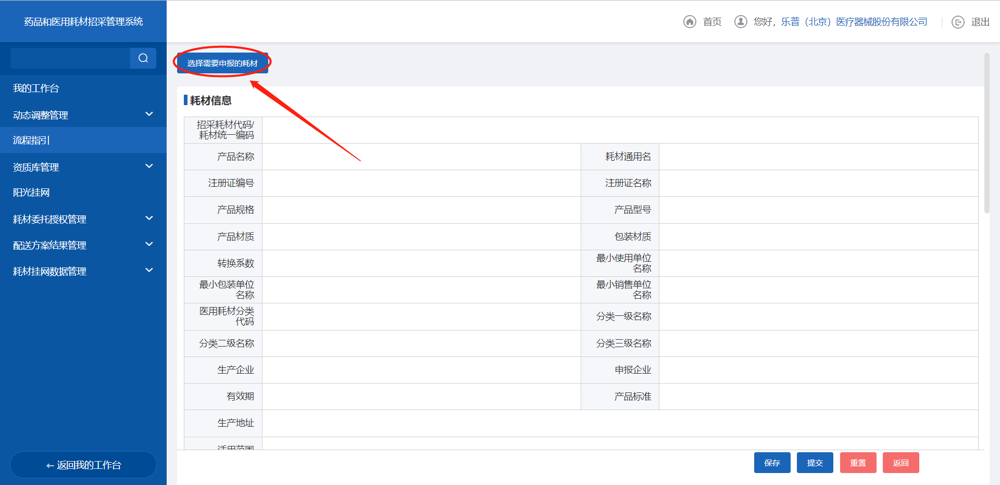 药品和医用耗材招采管理系统
首页
您好，乐普（北京）医疗器械股份有限公司
退出
我的工作台
动态调整管理
流程指引
资质库管理
阳光挂网
耗材委托授权管理
配送方案结果管理
耗材挂网数据管理
返回我的工作台
选择需要申报的耗材
耗材信息
招采耗材代码/
耗材统一编码
产品名称
耗材通用名
注册证编号
注册证名称
产品规格
产品型号
产品材质
包装材质
转换系数
最小使用单位
名称
最小包装单位
名称
最小销售单位
名称
医用耗材分类
代码
分类一级名称
分类二级名称
分类三级名称
生产企业
申报企业
有效期
产品标准
生产地址
适用范围
保存
提交
重置
返回